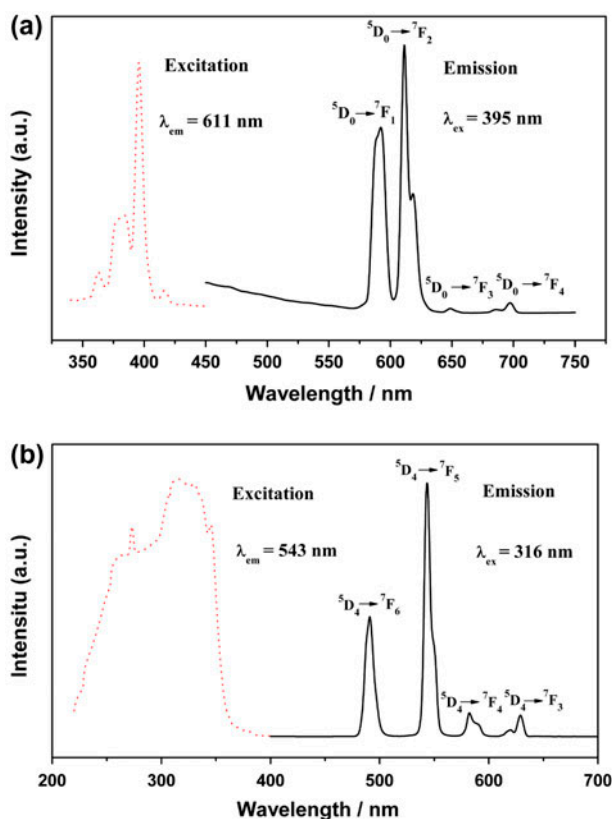 (a)
⁵D₀→⁷F₂
Excitation
Emission
⁵D₀→⁷F₁
λem = 611 nm
λex = 395 nm
⁵D₀→⁷F₃ ⁵D₀→⁷F₄
Intensity (a.u.)
350 400 450 500 550 600 650 700 750
Wavelength / nm
(b)
⁵D₄→⁷F₅
Excitation
Emission
λem = 543 nm
λex = 316 nm
⁵D₄→⁷F₆
⁵D₄→⁷F₄ ⁵D₄→⁷F₃
Intensitu (a.u.)
200 300 400 500 600 700
Wavelength / nm